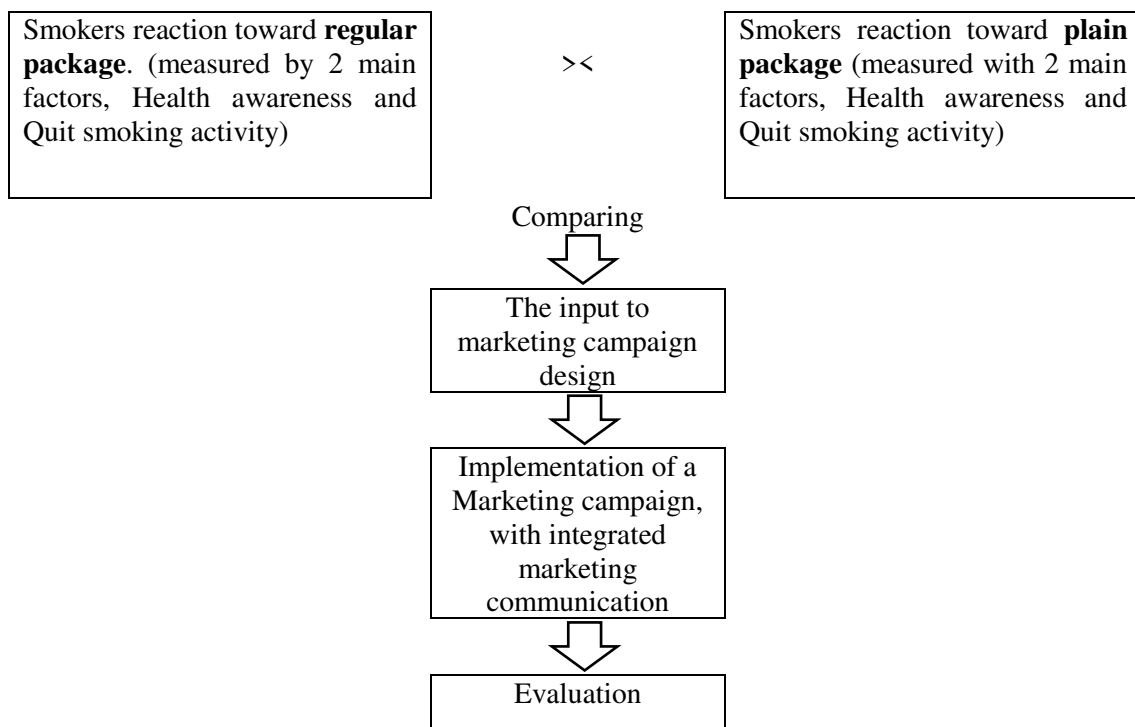 Smokers reaction toward regular
package. (measured by 2 main
factors, Health awareness and
Quit smoking activity)
><
Smokers reaction toward plain
package (measured with 2 main
factors, Health awareness and
Quit smoking activity)
Comparing
The input to
marketing campaign
design
Implementation of a
Marketing campaign,
with integrated
marketing
communication
Evaluation